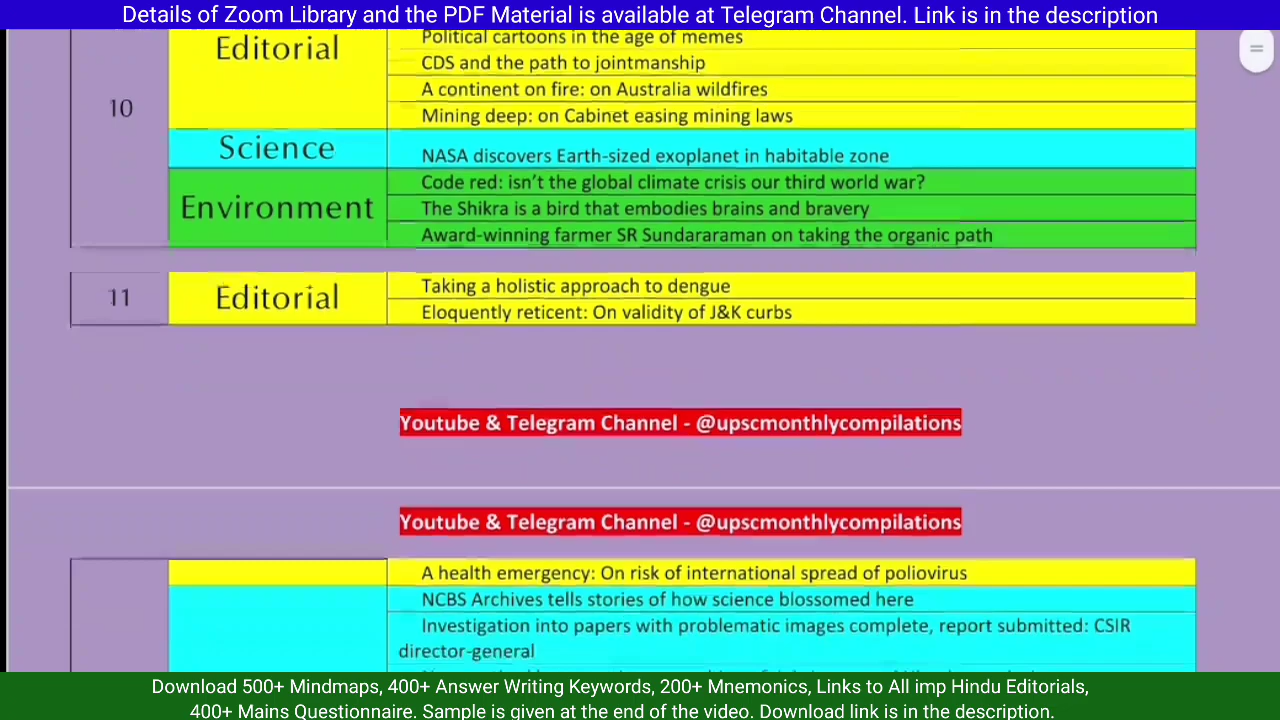 Details of Zoom Library and the PDF Material is available at Telegram Channel. Link is in the description
10
Editorial
Political cartoons in the age of memes
CDS and the path to jointmanship
A continent on fire: on Australia wildfires
Mining deep: on Cabinet easing mining laws
Science
NASA discovers Earth-sized exoplanet in habitable zone
Environment
Code red: isn't the global climate crisis our third world war?
The Shikra is a bird that embodies brains and bravery
Award-winning farmer SR Sundararaman on taking the organic path
11
Editorial
Taking a holistic approach to dengue
Eloquently reticent: On validity of J&K curbs
Youtube & Telegram Channel - @upscmonthlycompilations
Youtube & Telegram Channel - @upscmonthlycompilations
A health emergency: On risk of international spread of poliovirus
NCBS Archives tells stories of how science blossomed here
Investigation into papers with problematic images complete, report submitted: CSIR
director-general
Download 500+ Mindmaps, 400+ Answer Writing Keywords, 200+ Mnemonics, Links to All imp Hindu Editorials,
400+ Mains Questionnaire. Sample is given at the end of the video. Download link is in the description.